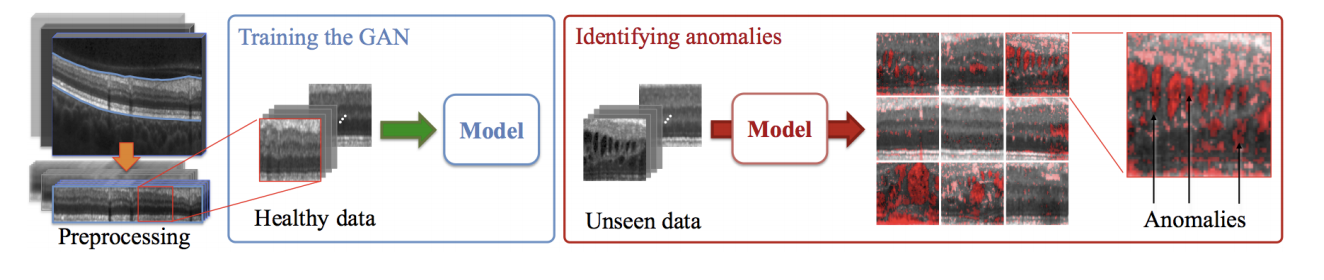 Preprocessing
Training the GAN
Healthy data
Model
Identifying anomalies
Unseen data
Model
Anomalies